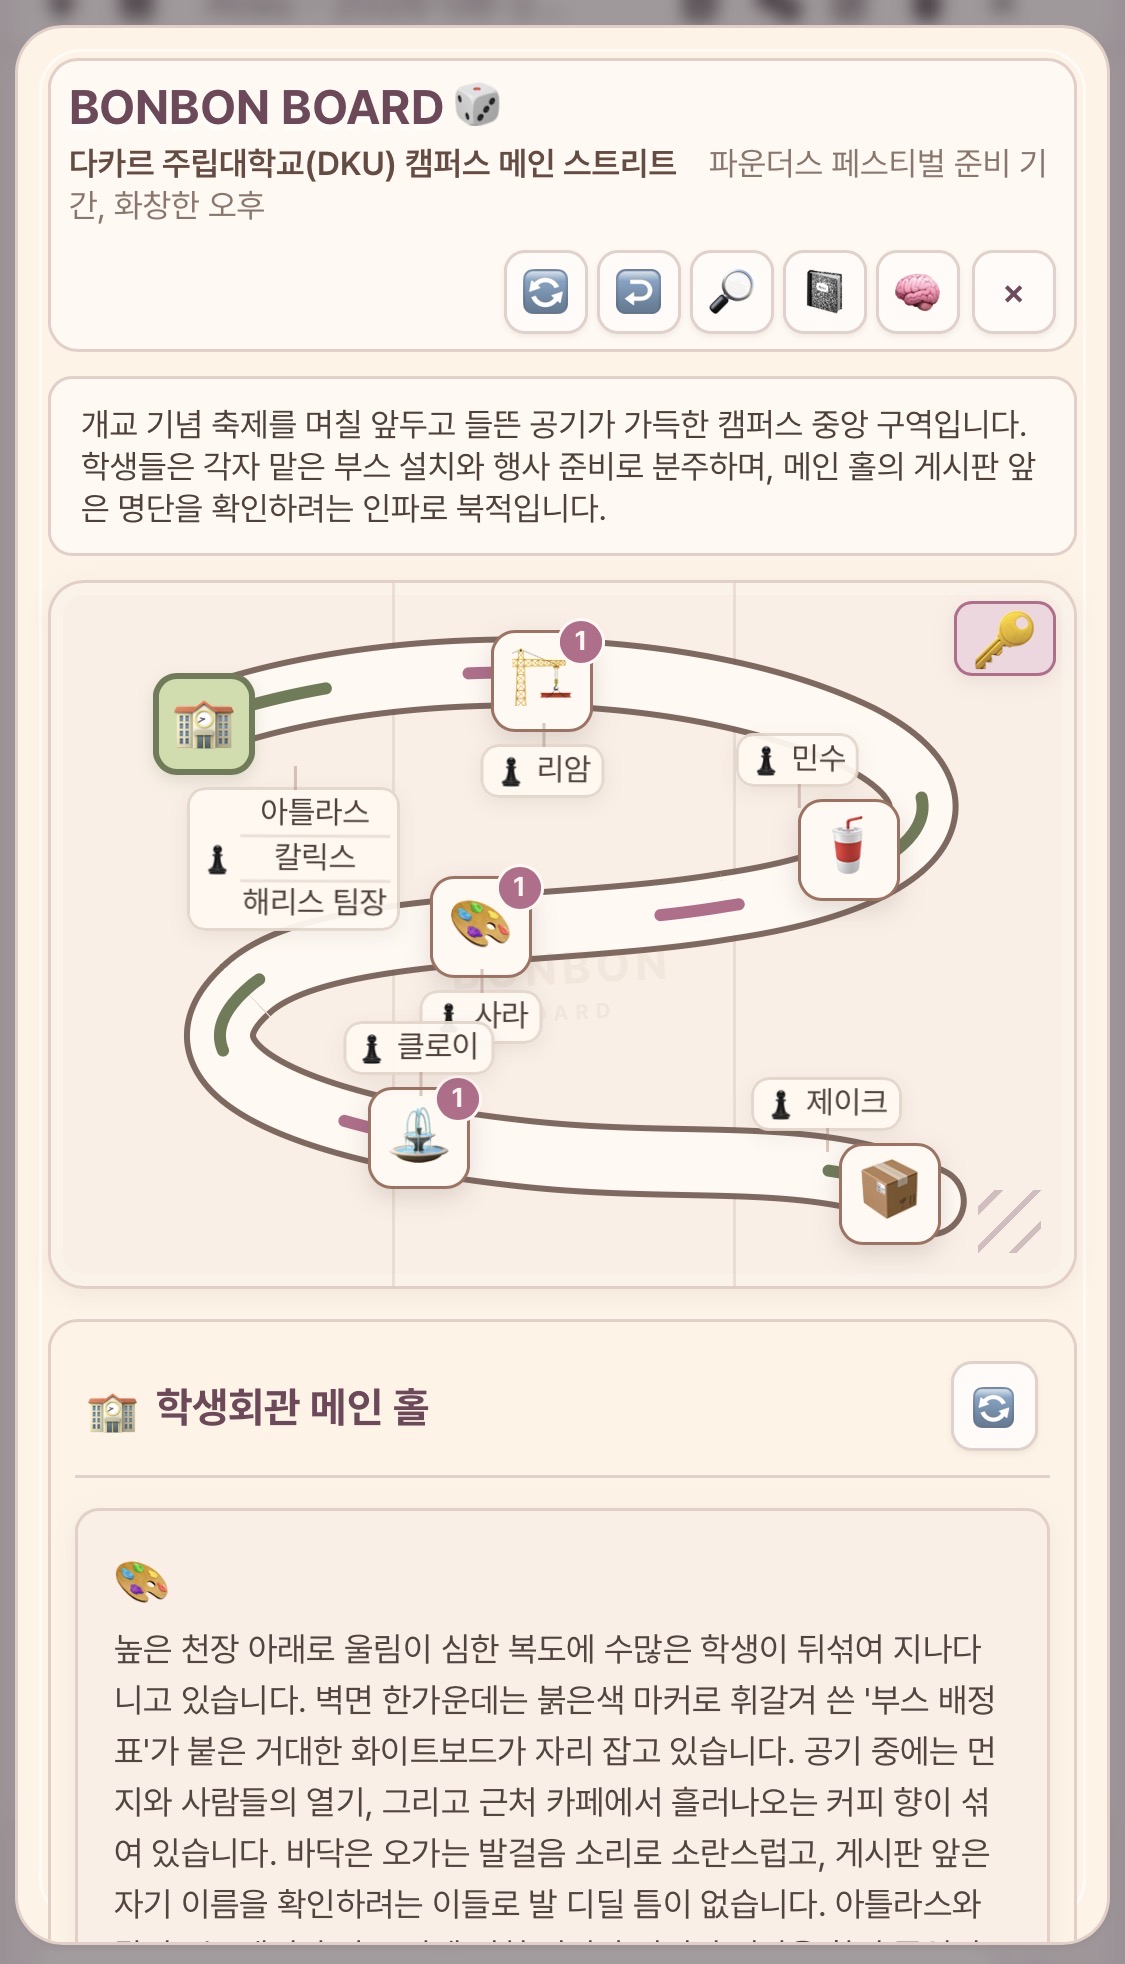 BONBON BOARD
다카르 주립대학교(DKU) 캠퍼스 메인 스트리트 파운더스 페스티벌 준비 기
간, 화창한 오후
×
개교 기념 축제를 며칠 앞두고 들뜬 공기가 가득한 캠퍼스 중앙 구역입니다.
학생들은 각자 맡은 부스 설치와 행사 준비로 분주하며, 메인 홀의 게시판 앞
은 명단을 확인하려는 인파로 북적입니다.
1
리암
민수
아틀라스
칼릭스
해리스 팀장
1
사라
클로이
1
제이크
학생회관 메인 홀
높은 천장 아래로 울림이 심한 복도에 수많은 학생이 뒤섞여 지나다
니고 있습니다. 벽면 한가운데는 붉은색 마커로 휘갈겨 쓴 '부스 배정
표'가 붙은 거대한 화이트보드가 자리 잡고 있습니다. 공기 중에는 먼
지와 사람들의 열기, 그리고 근처 카페에서 흘러나오는 커피 향이 섞
여 있습니다. 바닥은 오가는 발걸음 소리로 소란스럽고, 게시판 앞은
자기 이름을 확인하려는 이들로 발 디딜 틈이 없습니다. 아틀라스와